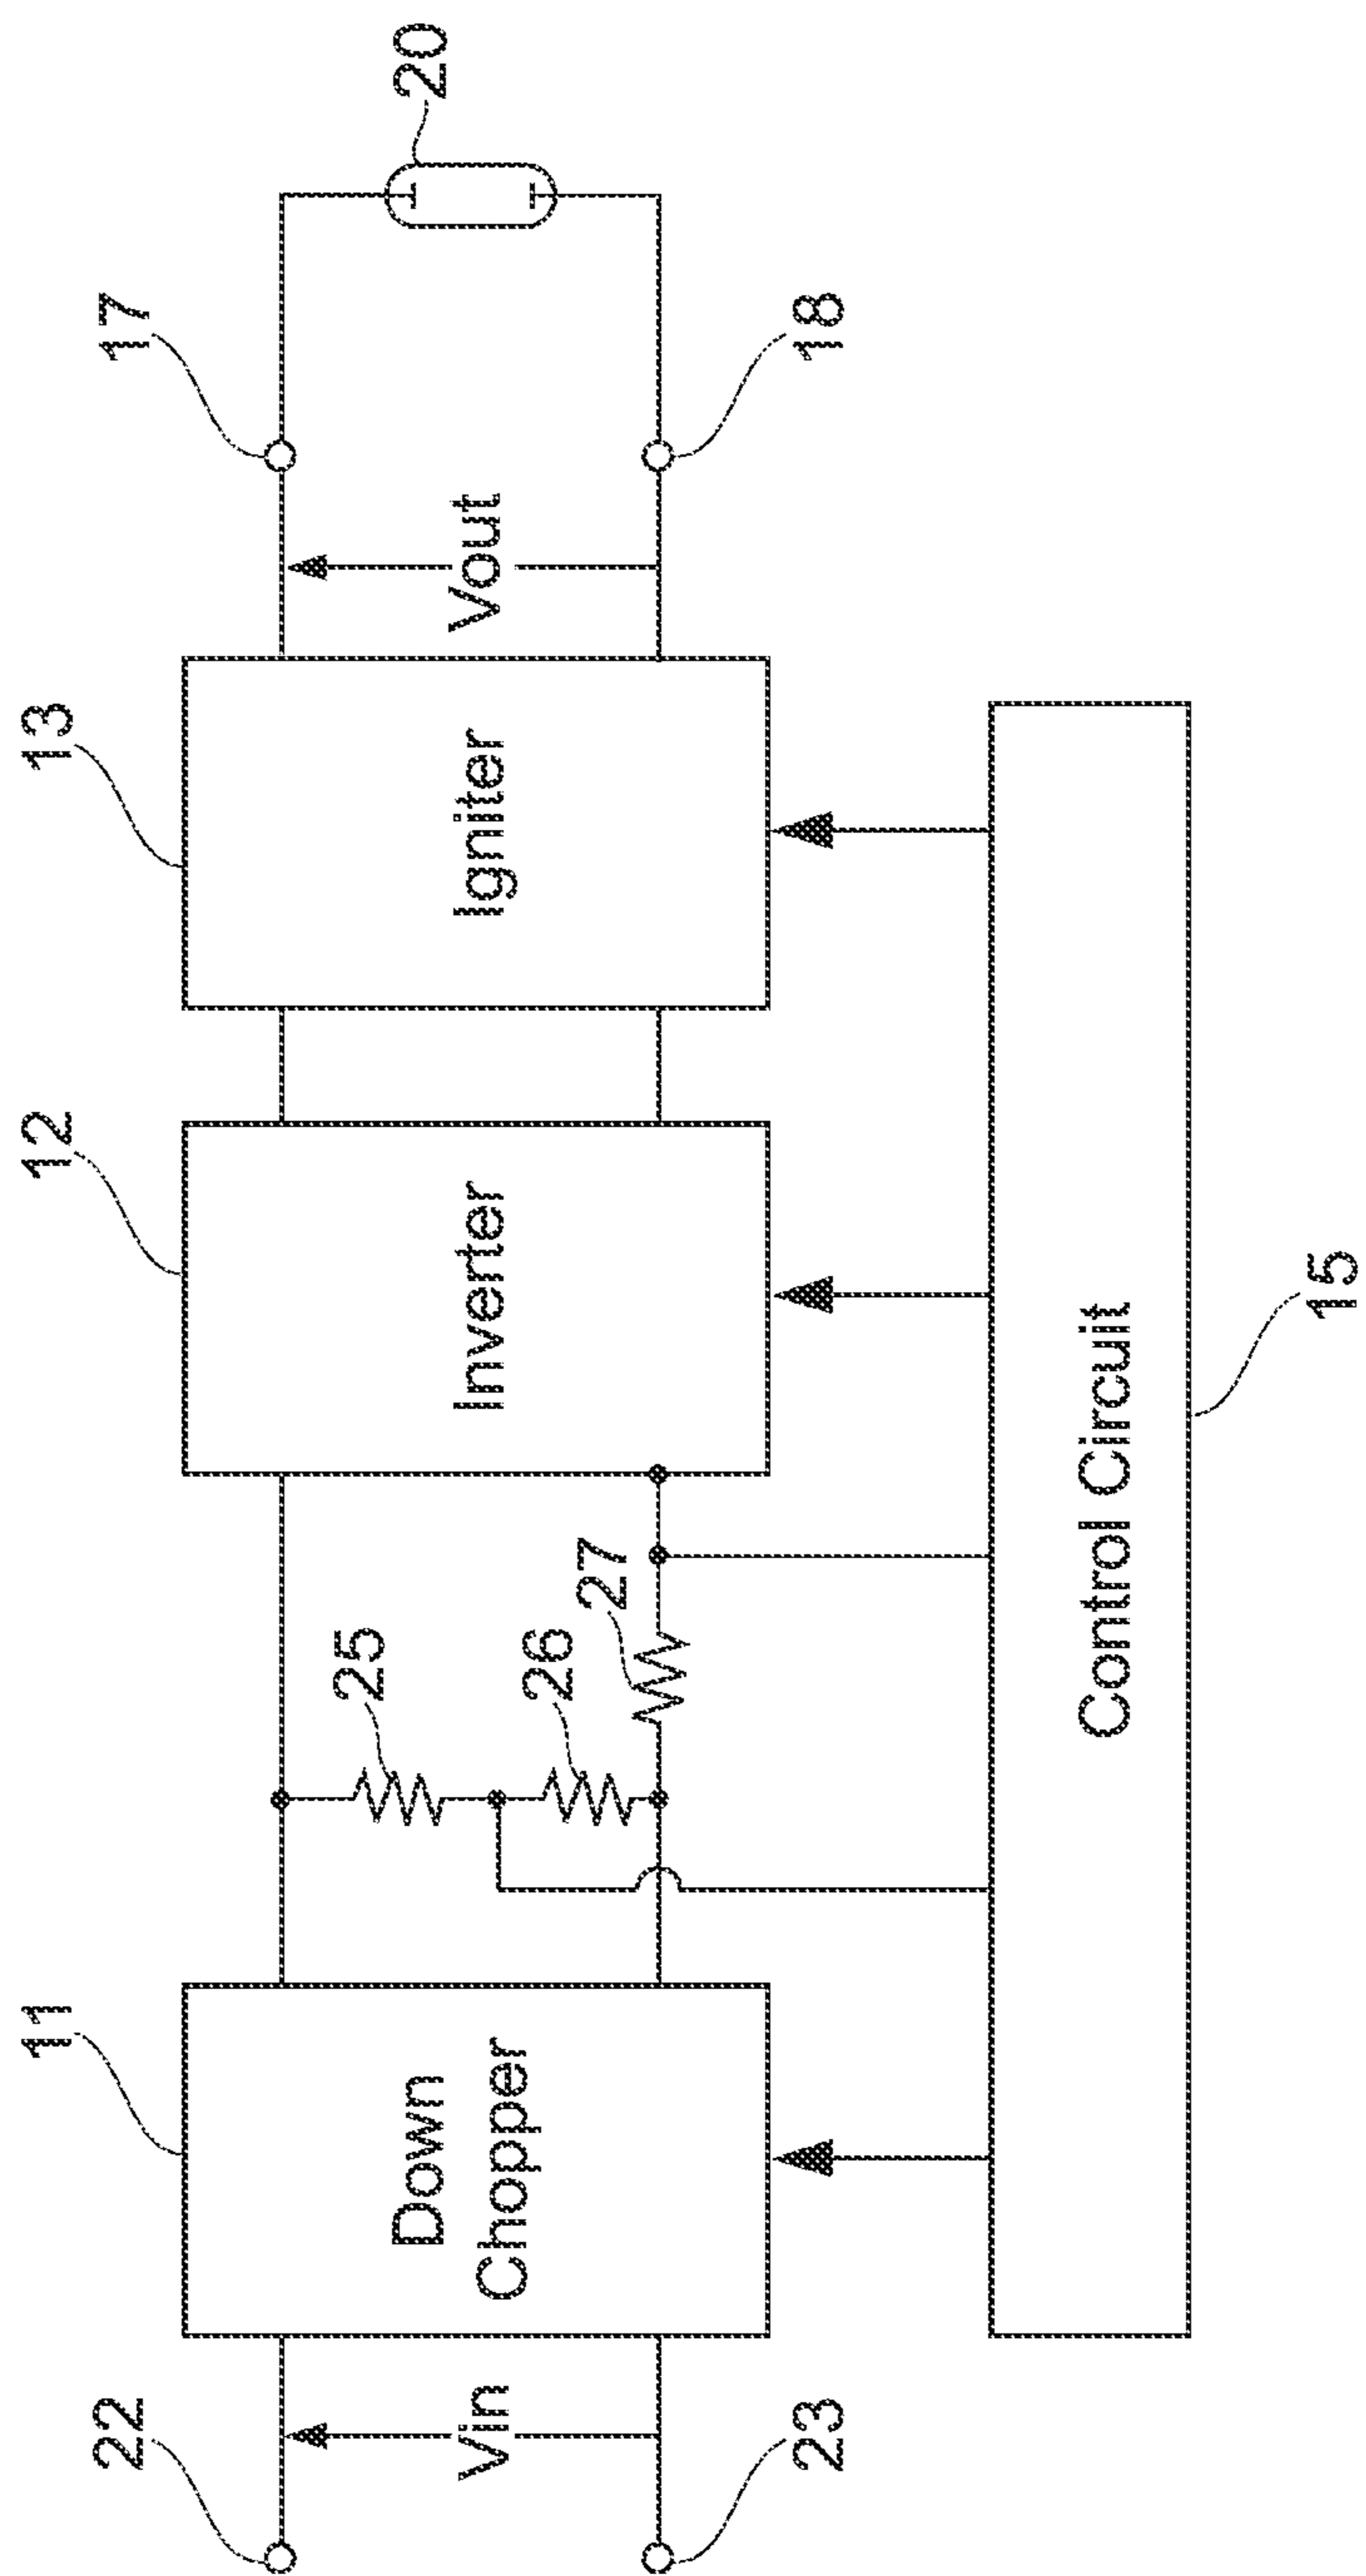 22
Vin
23
11
Down
Chopper
25
26
27
12
Inverter
13
Igniter
Vout
17
18
20
Control Circuit
15